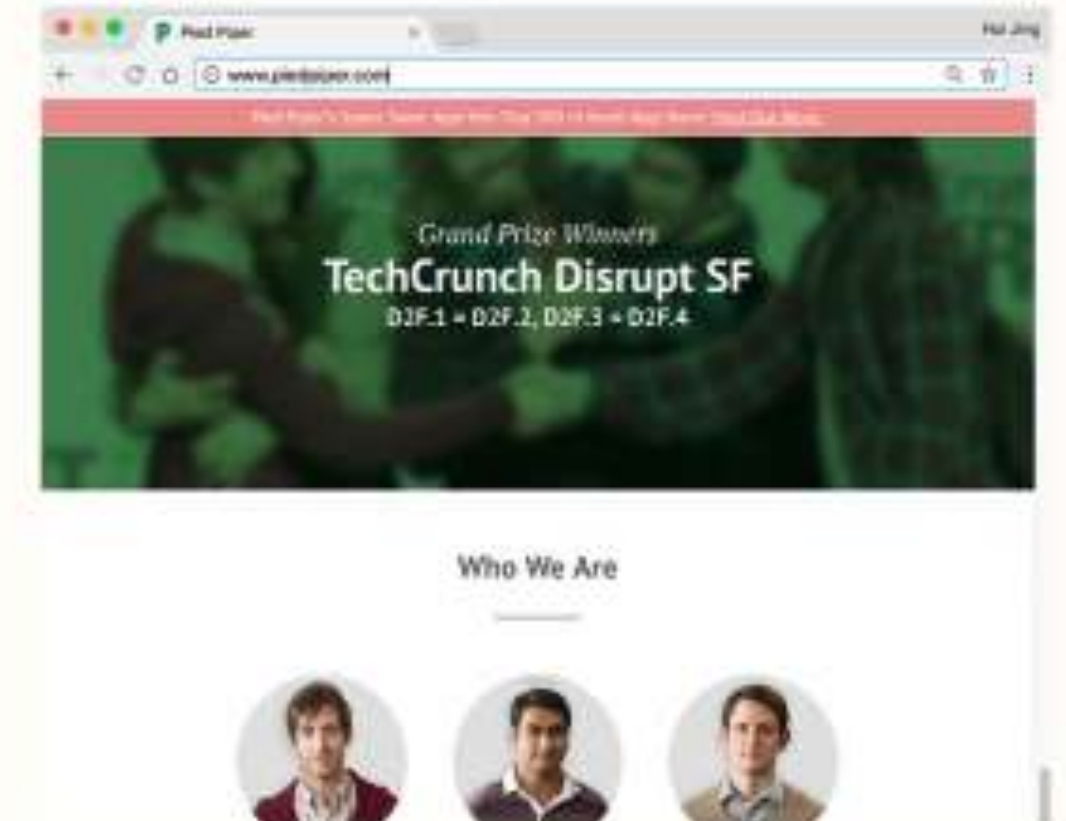 Pied Piper
Hui Jing
www.piedpiper.com
Grand Prize Winners
TechCrunch Disrupt SF
D2F.1 = D2F.2, D2F.3 = D2F.4
Who We Are